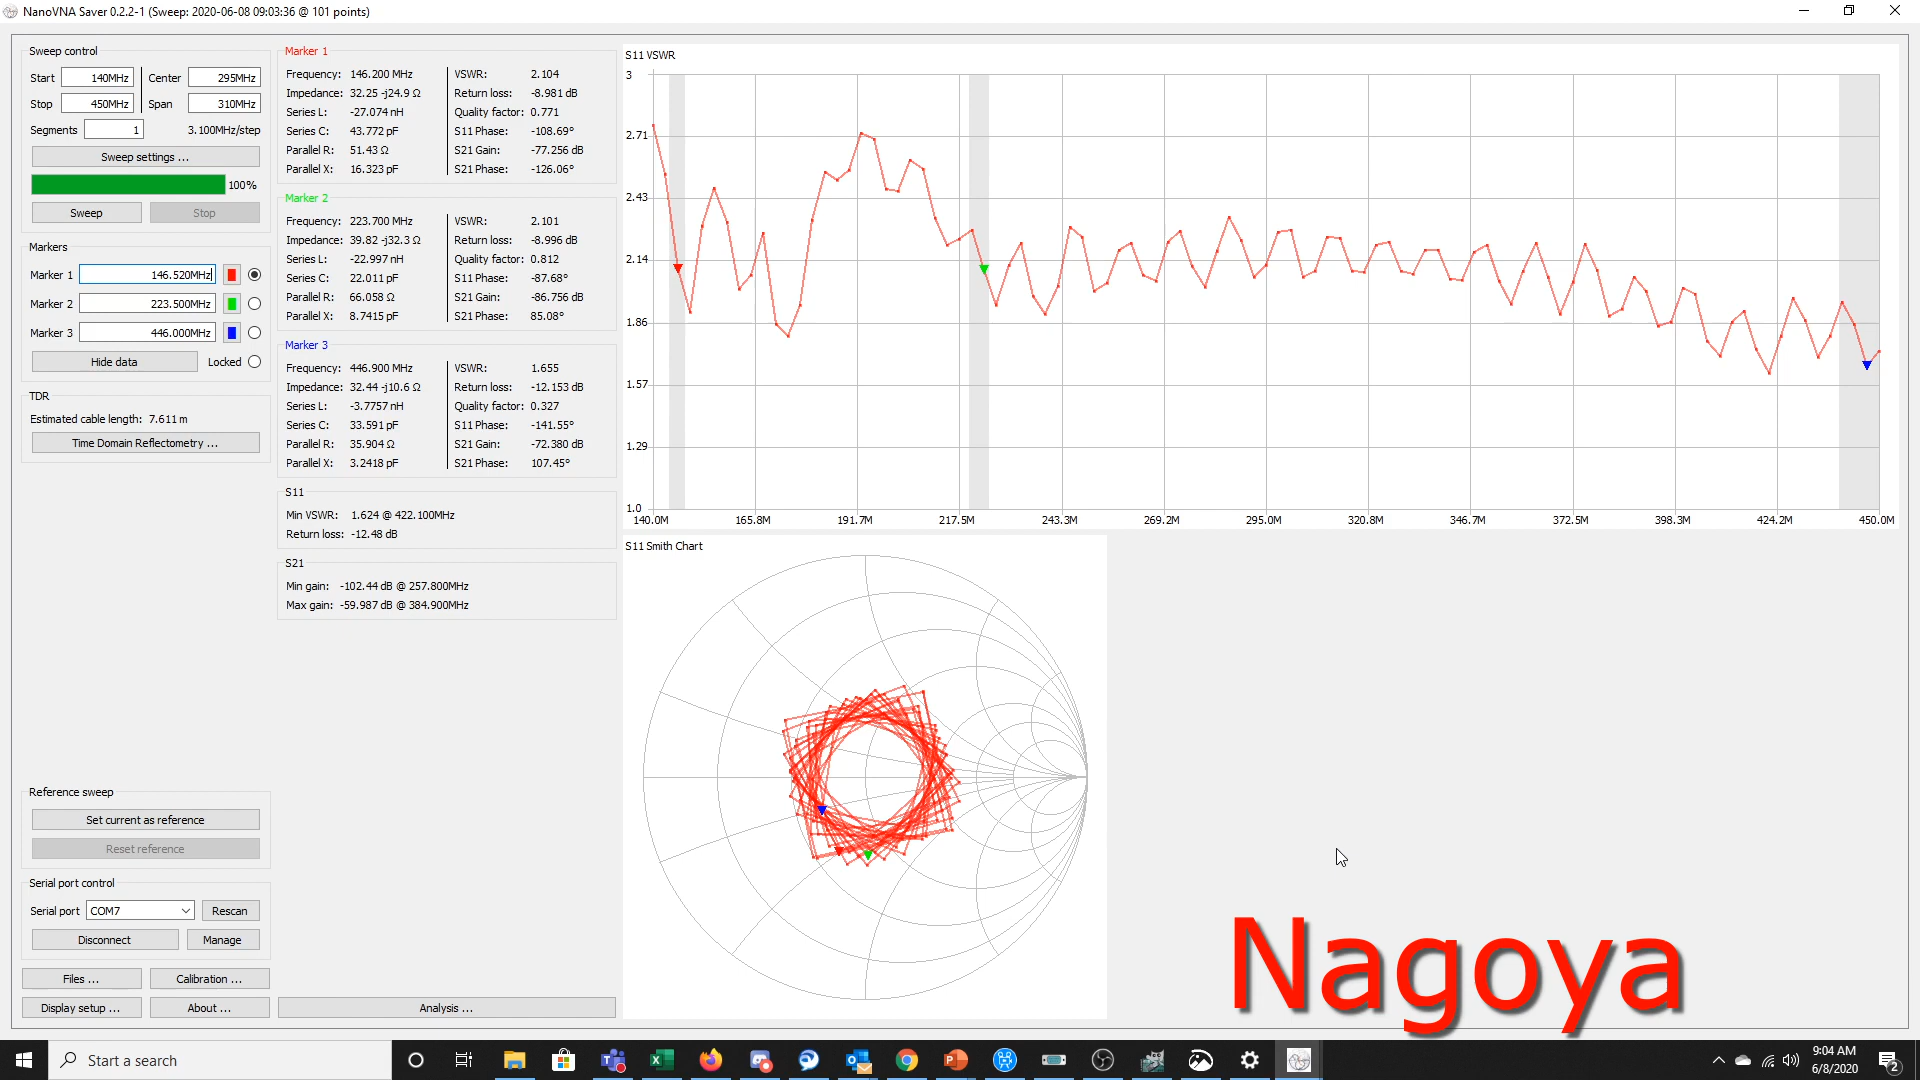 NanoVNA Saver 0.2.2-1 (Sweep: 2020-06-08 09:03:36 @ 101 points)
Sweep control
Start 140MHz Center 295MHz
Stop 450MHz Span 310MHz
Segments 1 3.100MHz/step
Sweep settings ...
100%
Sweep Stop
Markers
Marker 1 146.520MHz
Marker 2 223.500MHz
Marker 3 446.000MHz
Hide data Locked
TDR
Estimated cable length: 7.611 m
Time Domain Reflectometry ...
Reference sweep
Set current as reference
Reset reference
Serial port control
Serial port COM7 Rescan
Disconnect Manage
Files ... Calibration ...
Display setup ... About ...
Marker 1
Frequency: 146.200 MHz VSWR: 2.104
Impedance: 32.25 -j24.9 Ω Return loss: -8.981 dB
Series L: -27.074 nH Quality factor: 0.771
Series C: 43.772 pF S11 Phase: -108.69°
Parallel R: 51.43 Ω S21 Gain: -77.256 dB
Parallel X: 16.323 pF S21 Phase: -126.06°
Marker 2
Frequency: 223.700 MHz VSWR: 2.101
Impedance: 39.82 -j32.3 Ω Return loss: -8.996 dB
Series L: -22.997 nH Quality factor: 0.812
Series C: 22.011 pF S11 Phase: -87.68°
Parallel R: 66.058 Ω S21 Gain: -86.756 dB
Parallel X: 8.7415 pF S21 Phase: 85.08°
Marker 3
Frequency: 446.900 MHz VSWR: 1.655
Impedance: 32.44 -j10.6 Ω Return loss: -12.153 dB
Series L: -3.7757 nH Quality factor: 0.327
Series C: 33.591 pF S11 Phase: -141.55°
Parallel R: 35.904 Ω S21 Gain: -72.380 dB
Parallel X: 3.2418 pF S21 Phase: 107.45°
S11
Min VSWR: 1.624 @ 422.100MHz
Return loss: -12.48 dB
S21
Min gain: -102.44 dB @ 257.800MHz
Max gain: -59.987 dB @ 384.900MHz
Analysis ...
S11 VSWR
3
2.71
2.43
2.14
1.86
1.57
1.29
1.0
140.0M 165.8M 191.7M 217.5M 243.3M 269.2M 295.0M 320.8M 346.7M 372.5M 398.3M 424.2M 450.0M
S11 Smith Chart
Nagoya
Start a search
9:04 AM
6/8/2020
2